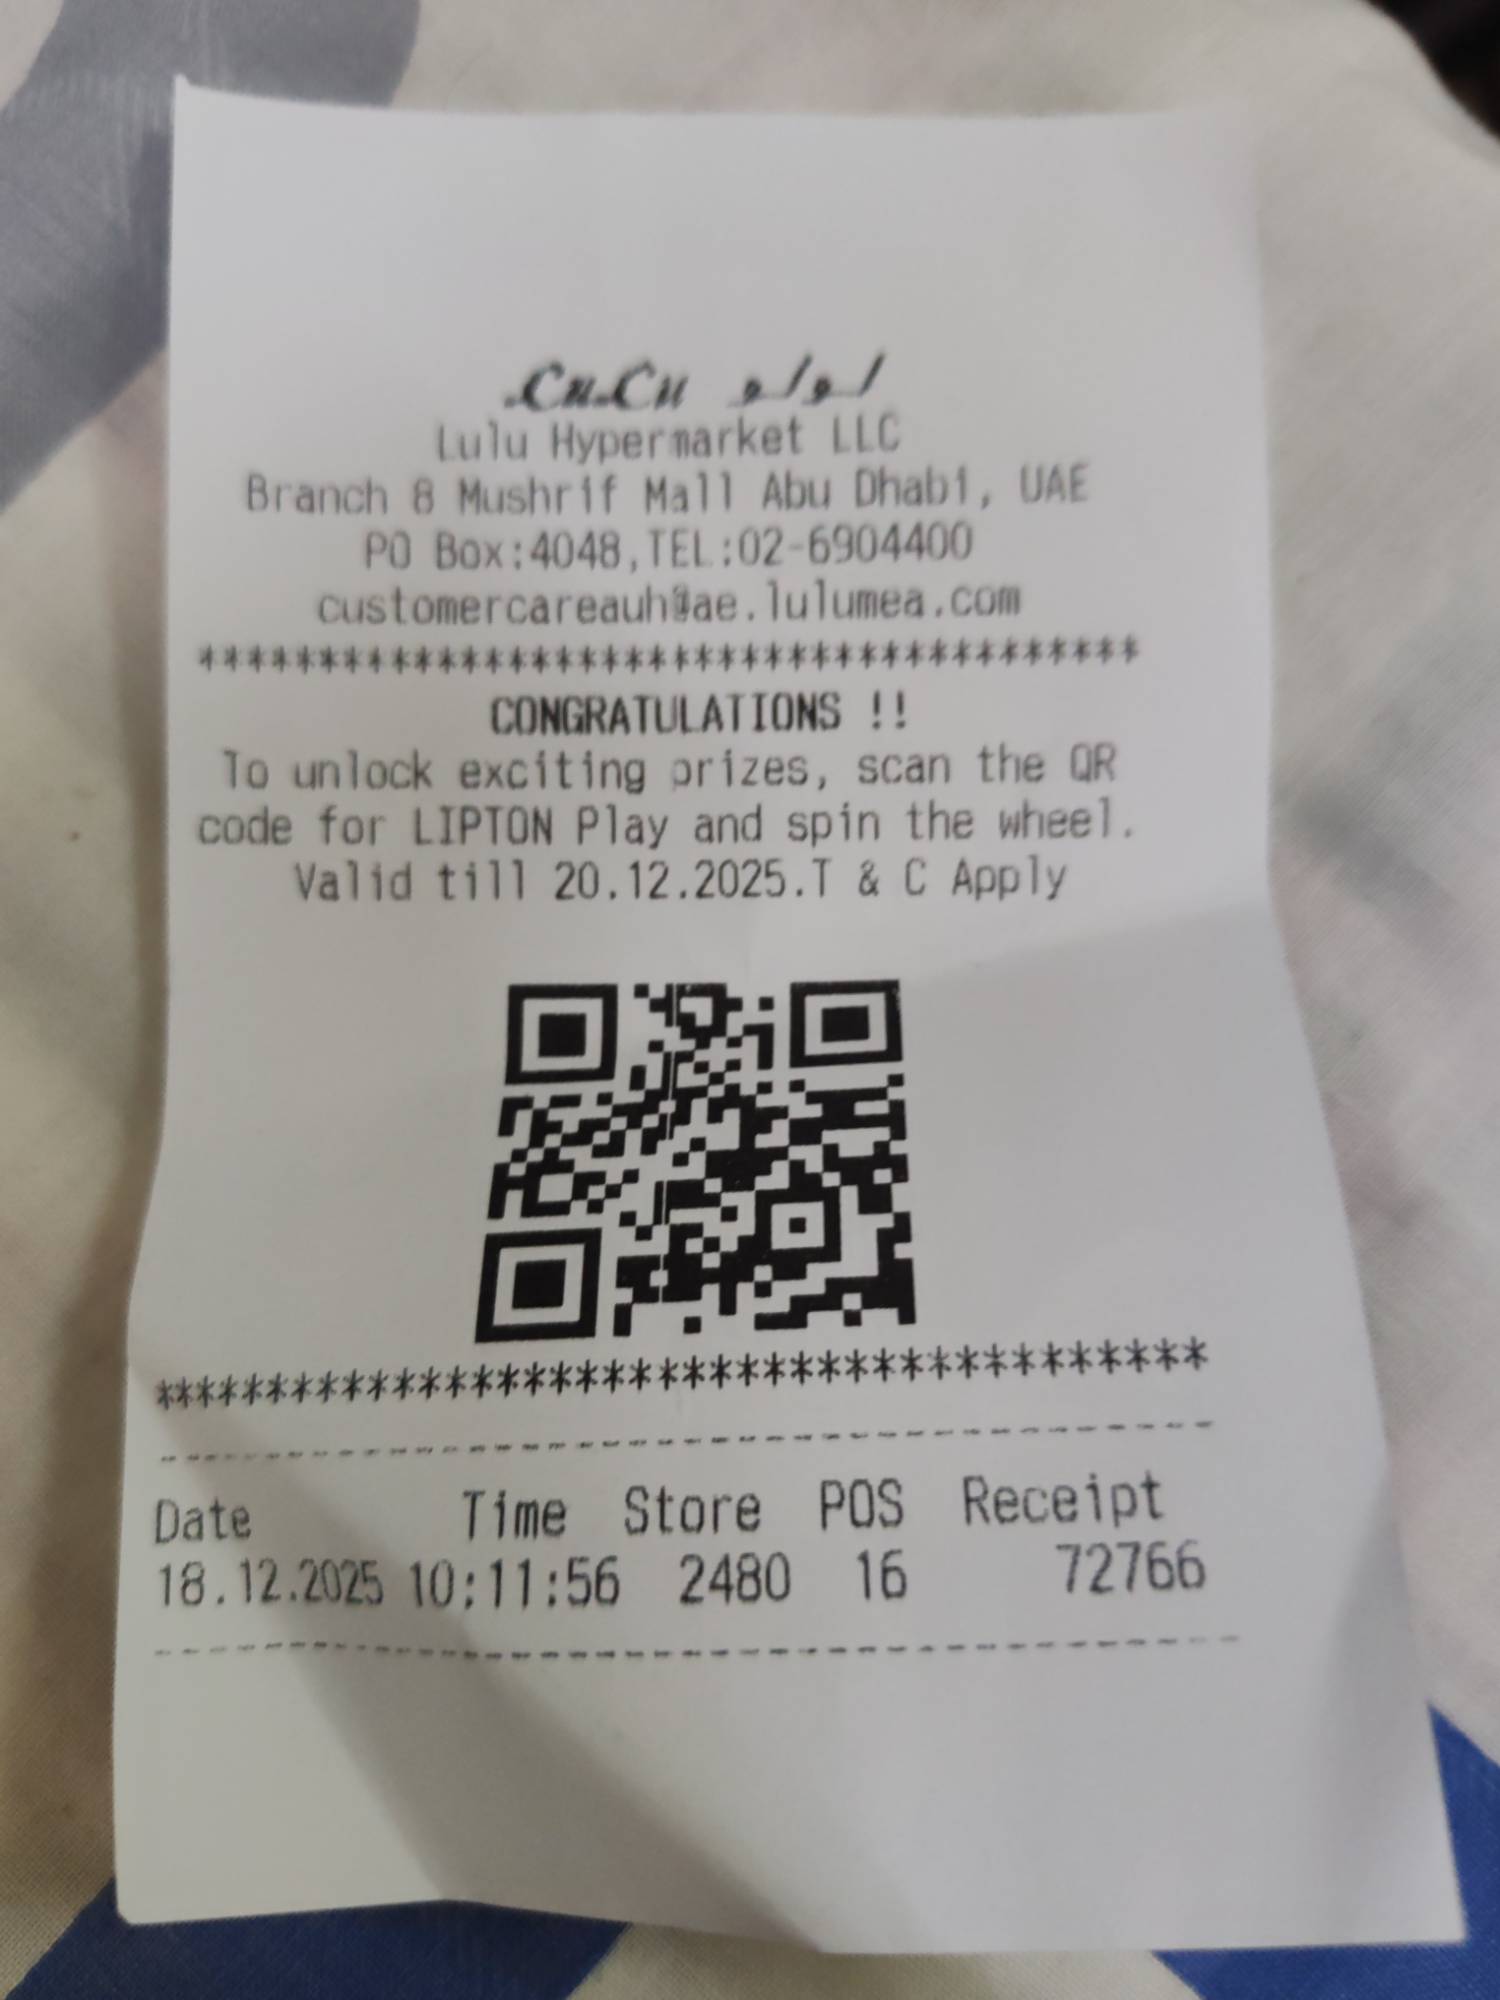 LuLu لولو
Lulu Hypermarket LLC
Branch 8 Mushrif Mall Abu Dhabi, UAE
PO Box:4048,TEL:02-6904400
customercareauh@ae.lulumea.com
****************************************
CONGRATULATIONS !!
To unlock exciting prizes, scan the QR
code for LIPTON Play and spin the wheel.
Valid till 20.12.2025.T & C Apply
****************************************
----------------------------------------
Date Time Store POS Receipt
18.12.2025 10:11:56 2480 16 72766
----------------------------------------